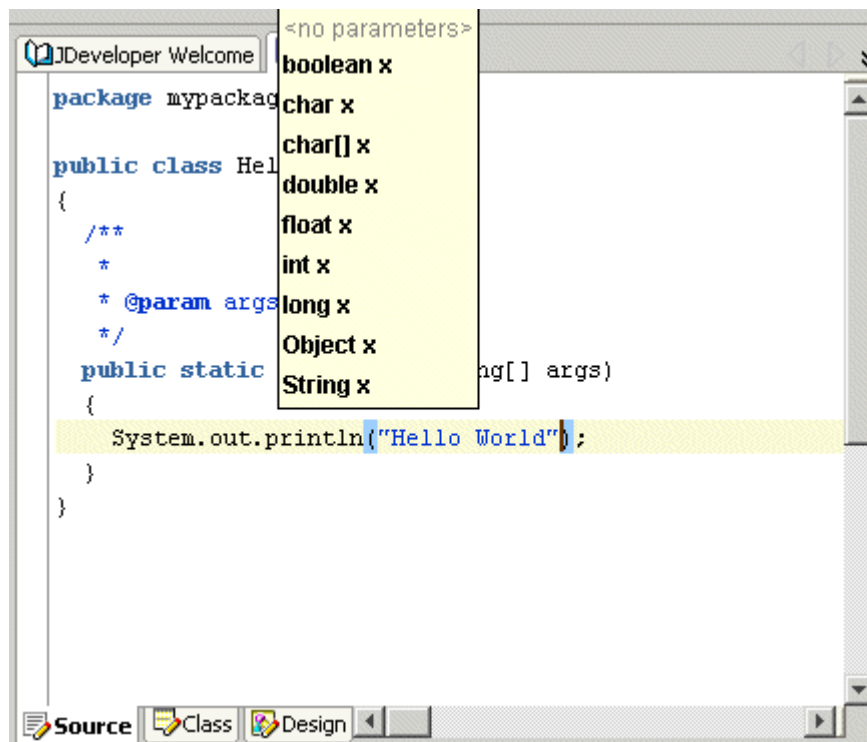 <no parameters>
JDeveloper Welcome
boolean x
package mypackag
char x
char[] x
public class Hel
double x
{
/**
float x
*
int x
* @param args
long x
*/
Object x
public static
ng[] args)
String x
{
System.out.println("Hello World");
}
}
Source
Class
Design